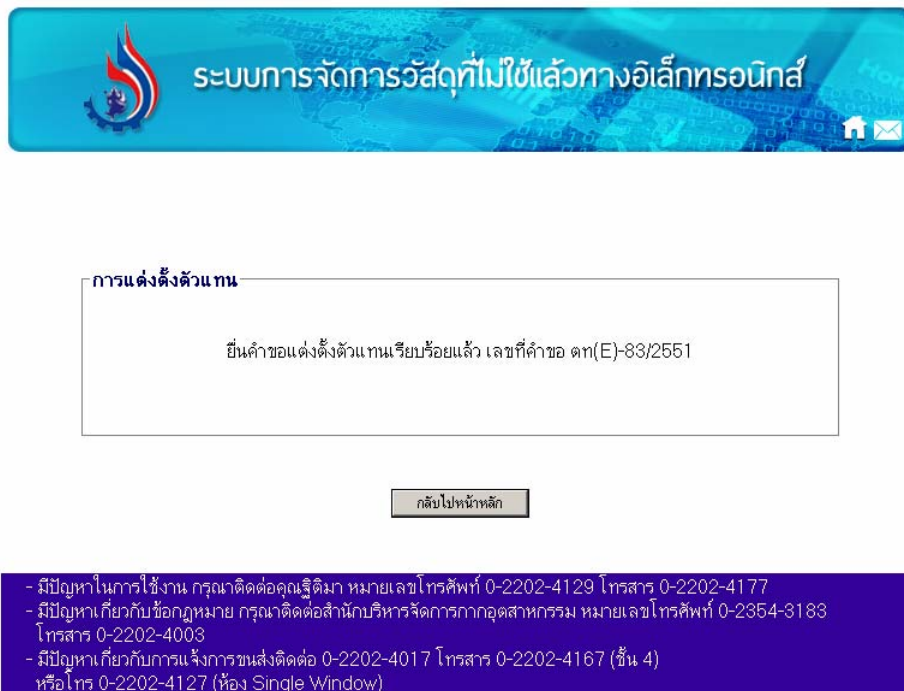 ระบบการจัดการวัสดุที่ไม่ใช้แล้วทางอิเล็กทรอนิกส์
การแต่งตั้งตัวแทน
ยื่นคำขอแต่งตั้งตัวแทนเรียบร้อยแล้ว เลขที่คำขอ ตท(E)-83/2551
กลับไปหน้าหลัก
- มีปัญหาในการใช้งาน กรุณาติดต่อคุณฐิติมา หมายเลขโทรศัพท์ 0-2202-4129 โทรสาร 0-2202-4177
- มีปัญหาเกี่ยวกับข้อกฎหมาย กรุณาติดต่อสำนักบริหารจัดการกากอุตสาหกรรม หมายเลขโทรศัพท์ 0-2354-3183
โทรสาร 0-2202-4003
- มีปัญหาเกี่ยวกับการแจ้งการขนส่งติดต่อ 0-2202-4017 โทรสาร 0-2202-4167 (ชั้น 4)
หรือโทร 0-2202-4127 (ห้อง Single Window)